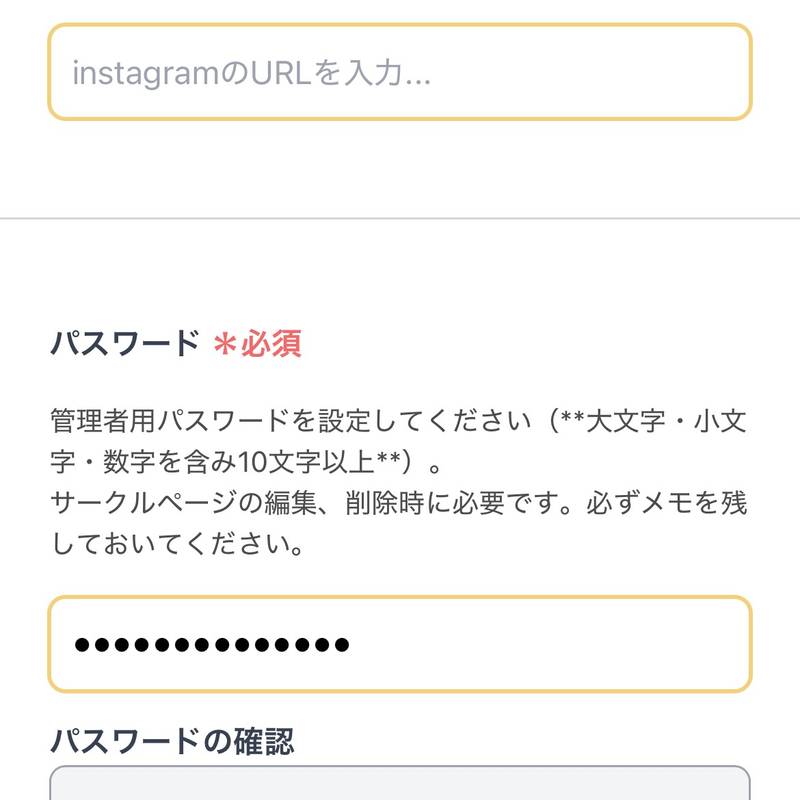 instagramのURLを入力...
パスワード ＊必須
管理者用パスワードを設定してください（**大文字・小文
字・数字を含み10文字以上**）。
サークルページの編集、削除時に必要です。必ずメモを残
しておいてください。
●●●●●●●●●●●●●●
パスワードの確認